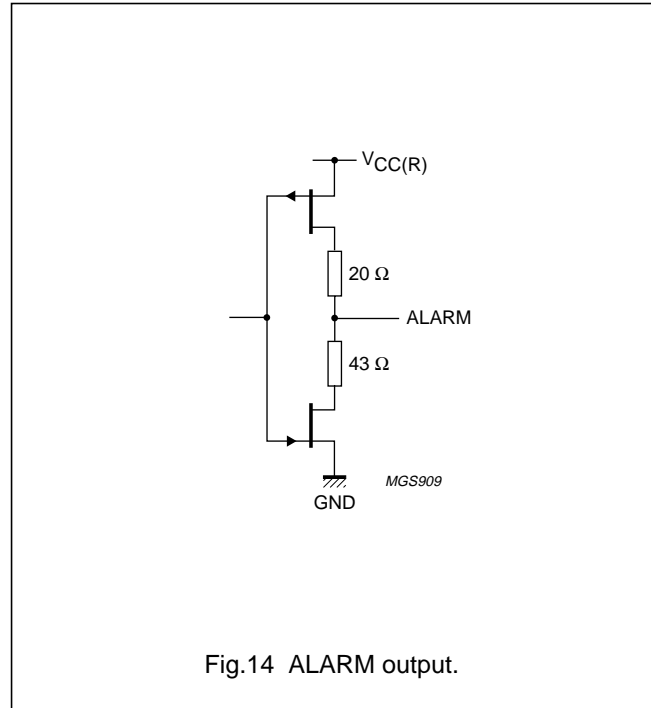 VCC(R)
20 Ω
ALARM
43 Ω
MGS909
GND
Fig.14 ALARM output.